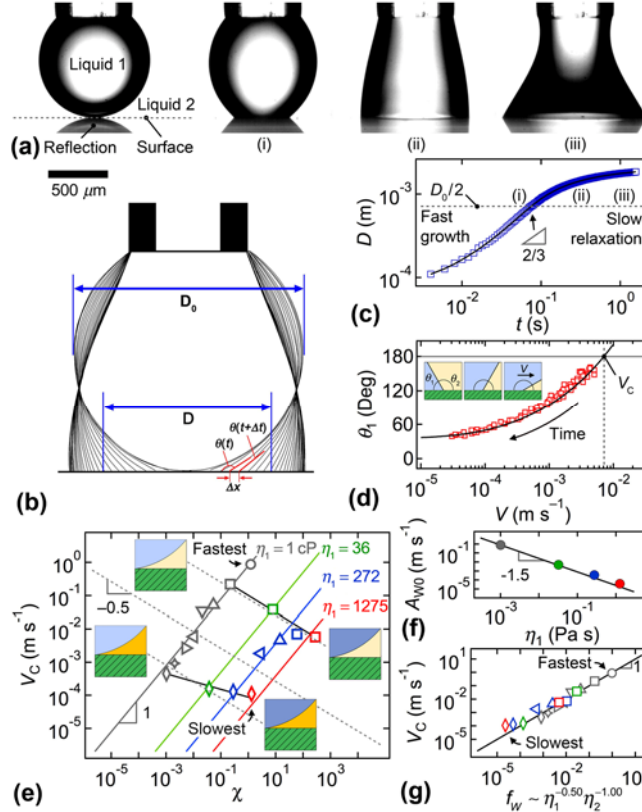 Liquid 1
Liquid 2
Reflection
Surface
(a)
(i)
(ii)
(iii)
500 μm
D₀
D
θ(t)
θ(t+Δt)
Δx
(b)
D (m)
10⁻³
10⁻⁴
D₀/2
(i)
(ii)
(iii)
Fast growth
Slow relaxation
2/3
10⁻²
10⁻¹
10⁰
t (s)
(c)
θ₁ (Deg)
180
120
60
0
θ₁
θ₂
V
V_C
Time
10⁻⁵
10⁻⁴
10⁻³
10⁻²
10⁻¹
V (m s⁻¹)
(d)
V_C (m s⁻¹)
10⁰
10⁻¹
10⁻²
10⁻³
10⁻⁴
10⁻⁵
−0.5
Fastest
η₁ = 1 cP
η₁ = 36
η₁ = 272
η₁ = 1275
1
Slowest
10⁻⁵
10⁻³
10⁻¹
10¹
10³
χ
(e)
A_W0 (m s⁻¹)
10⁻¹
10⁻⁵
−1.5
10⁻³
10⁻¹
η₁ (Pa s)
(f)
V_C (m s⁻¹)
10¹
10⁻²
10⁻⁵
Fastest
1
Slowest
10⁻⁵
10⁻²
10¹
f_W ~ η₁⁻⁰·⁵⁰ η₂⁻¹·⁰⁰
(g)